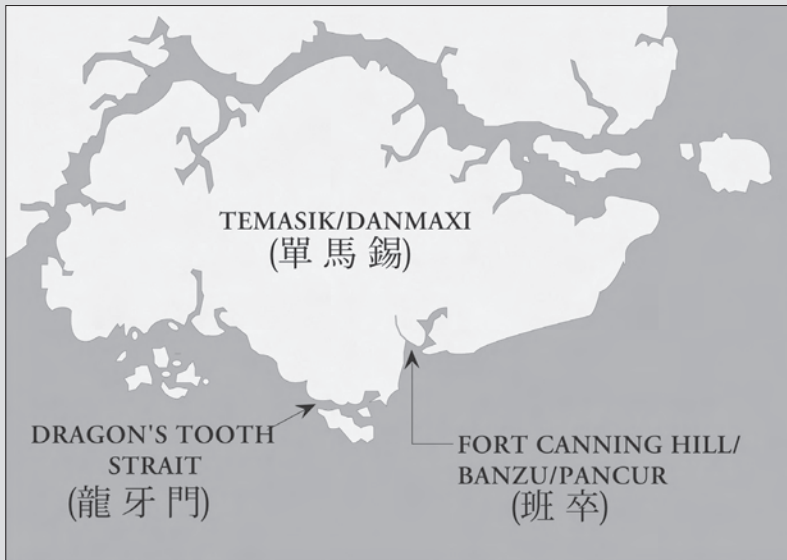 TEMASIK/DANMAXI
(單 馬 錫)
DRAGON'S TOOTH
STRAIT
(龍 牙 門)
FORT CANNING HILL/
BANZU/PANCUR
(班 卒)